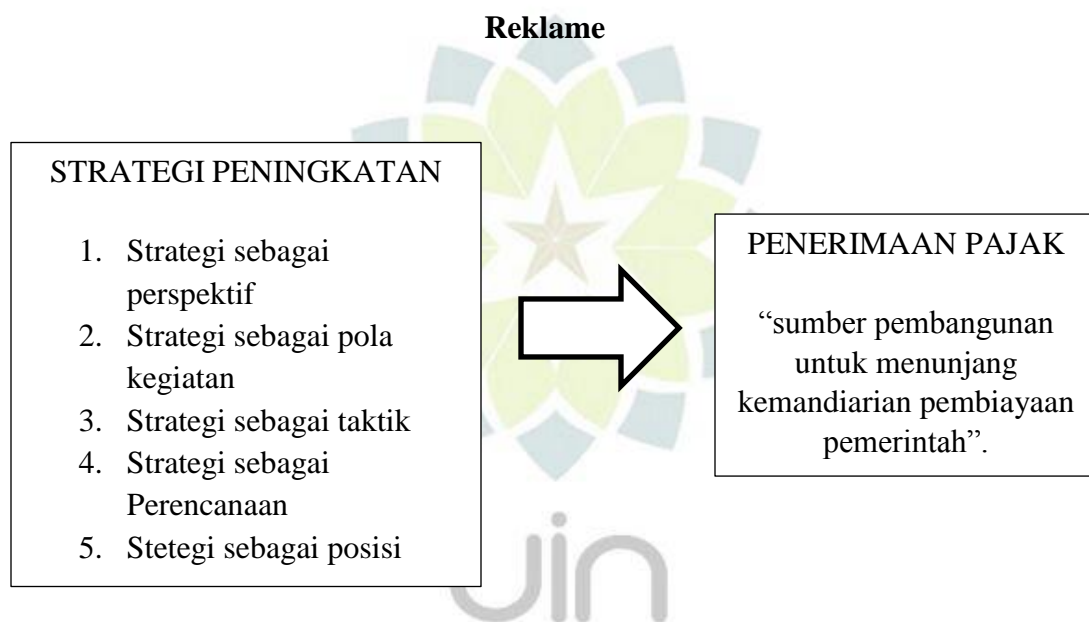 Reklame
STRATEGI PENINGKATAN
1. Strategi sebagai
perspektif
2. Strategi sebagai pola
kegiatan
3. Strategi sebagai taktik
4. Strategi sebagai
Perencanaan
5. Stetegi sebagai posisi
PENERIMAAN PAJAK
“sumber pembangunan
untuk menunjang
kemandiarian pembiayaan
pemerintah”.
uin